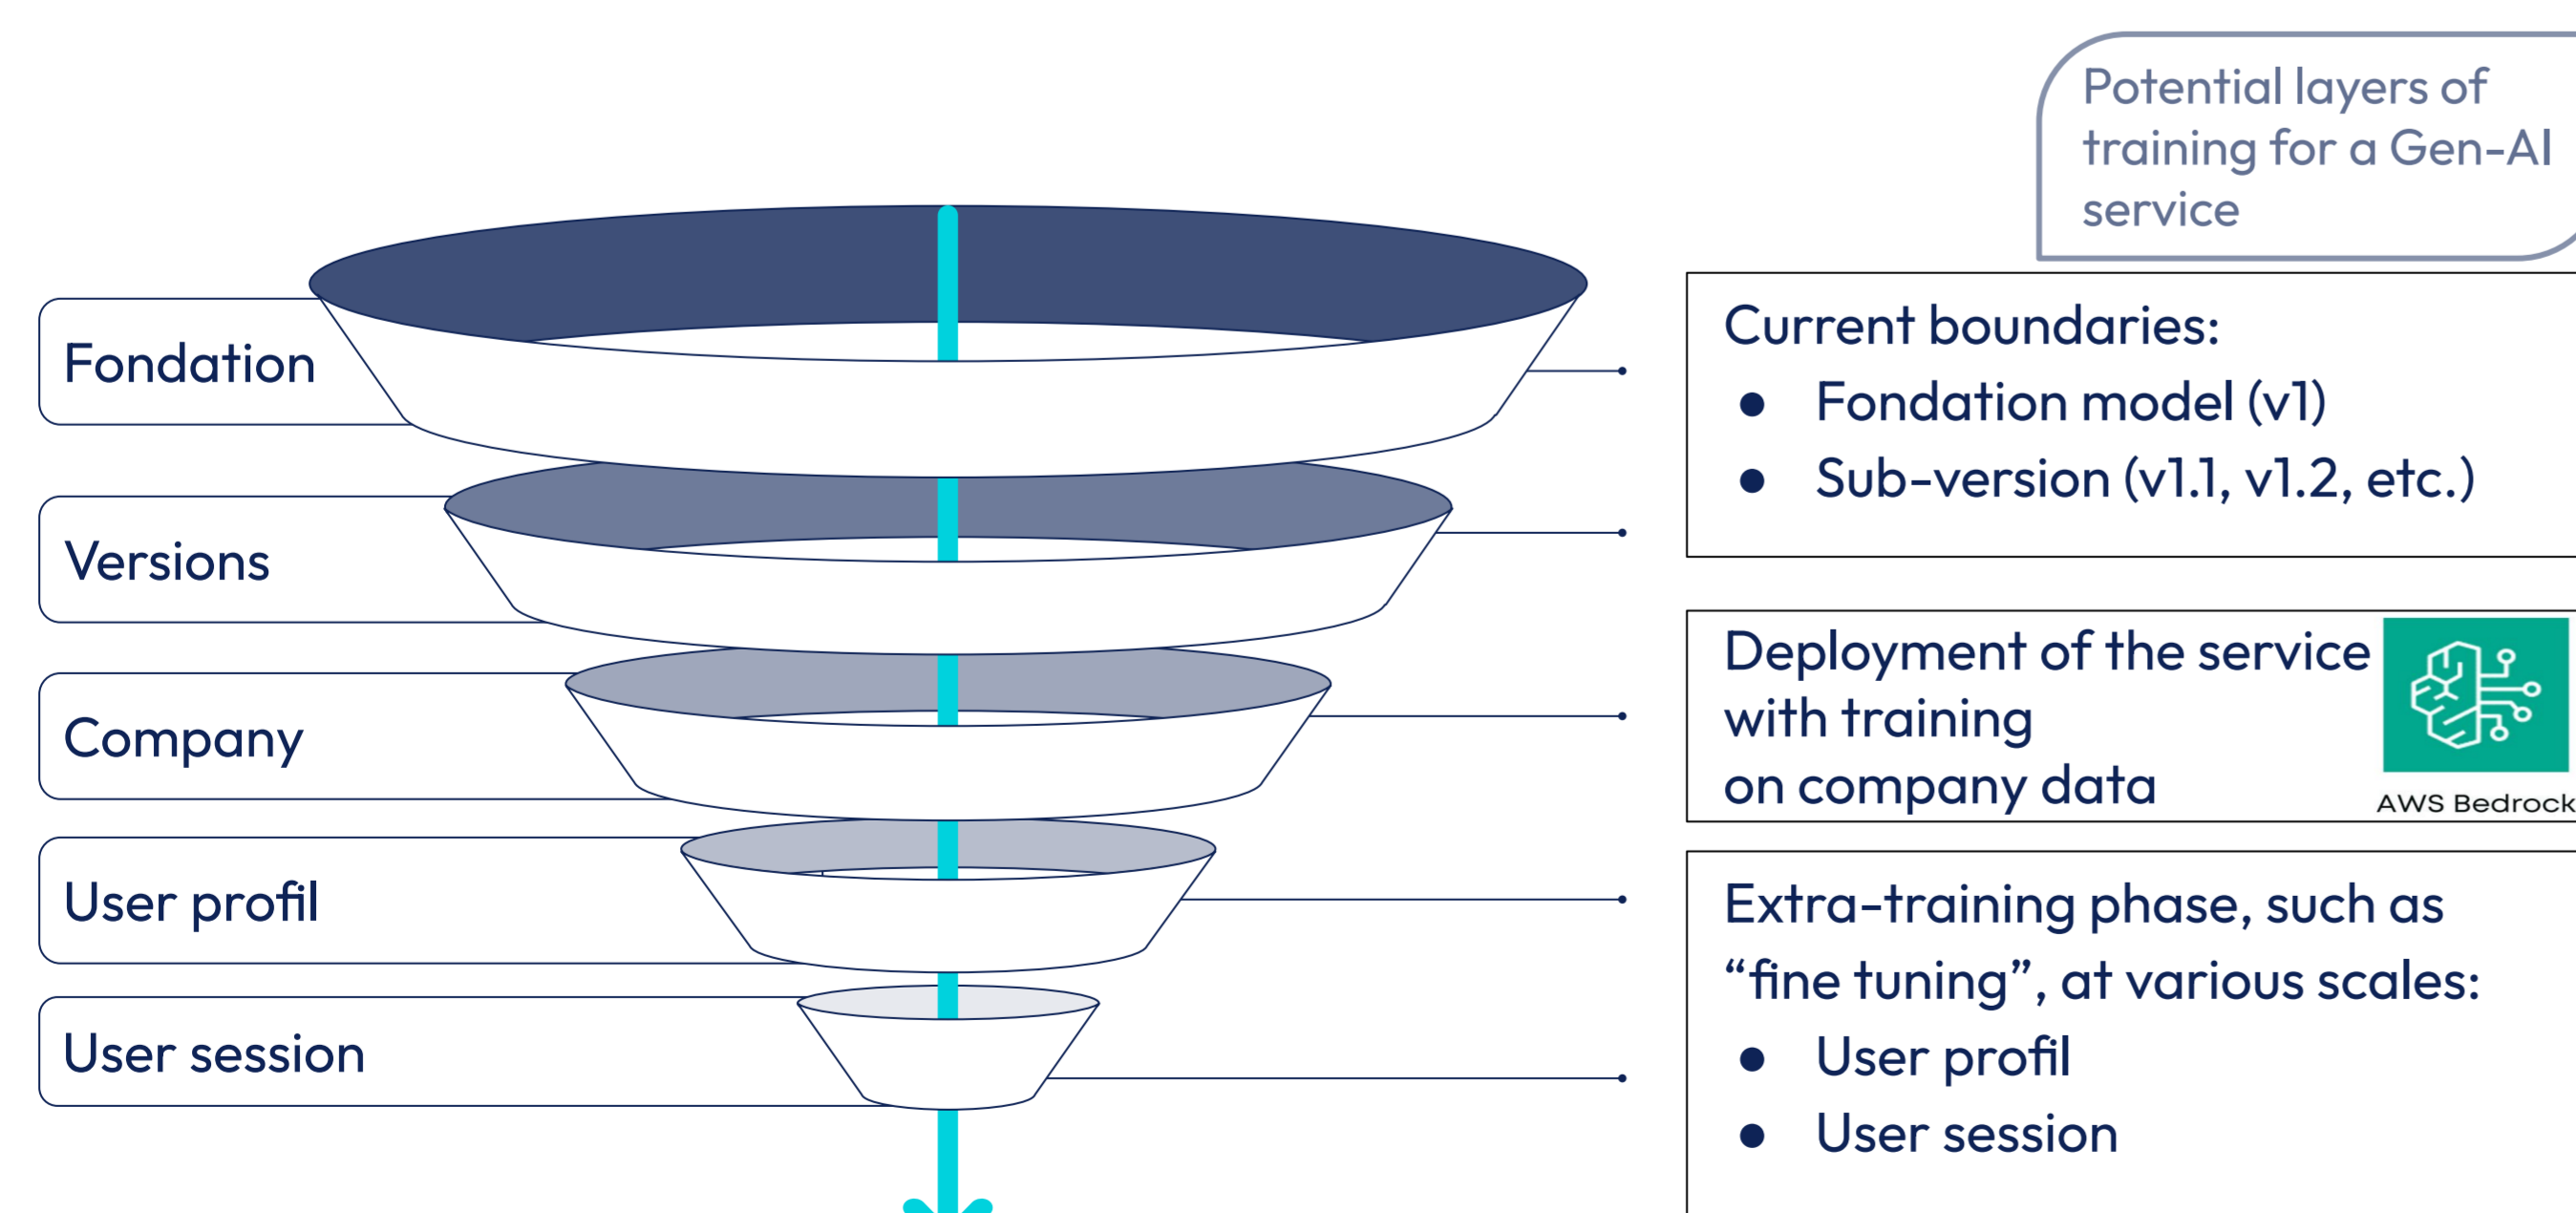 Potential layers of
training for a Gen-AI
service
Fondation
Versions
Company
User profil
User session
Current boundaries:
● Fondation model (v1)
● Sub-version (v1.1, v1.2, etc.)
Deployment of the service
with training
on company data
AWS Bedrock
Extra-training phase, such as
“fine tuning”, at various scales:
● User profil
● User session